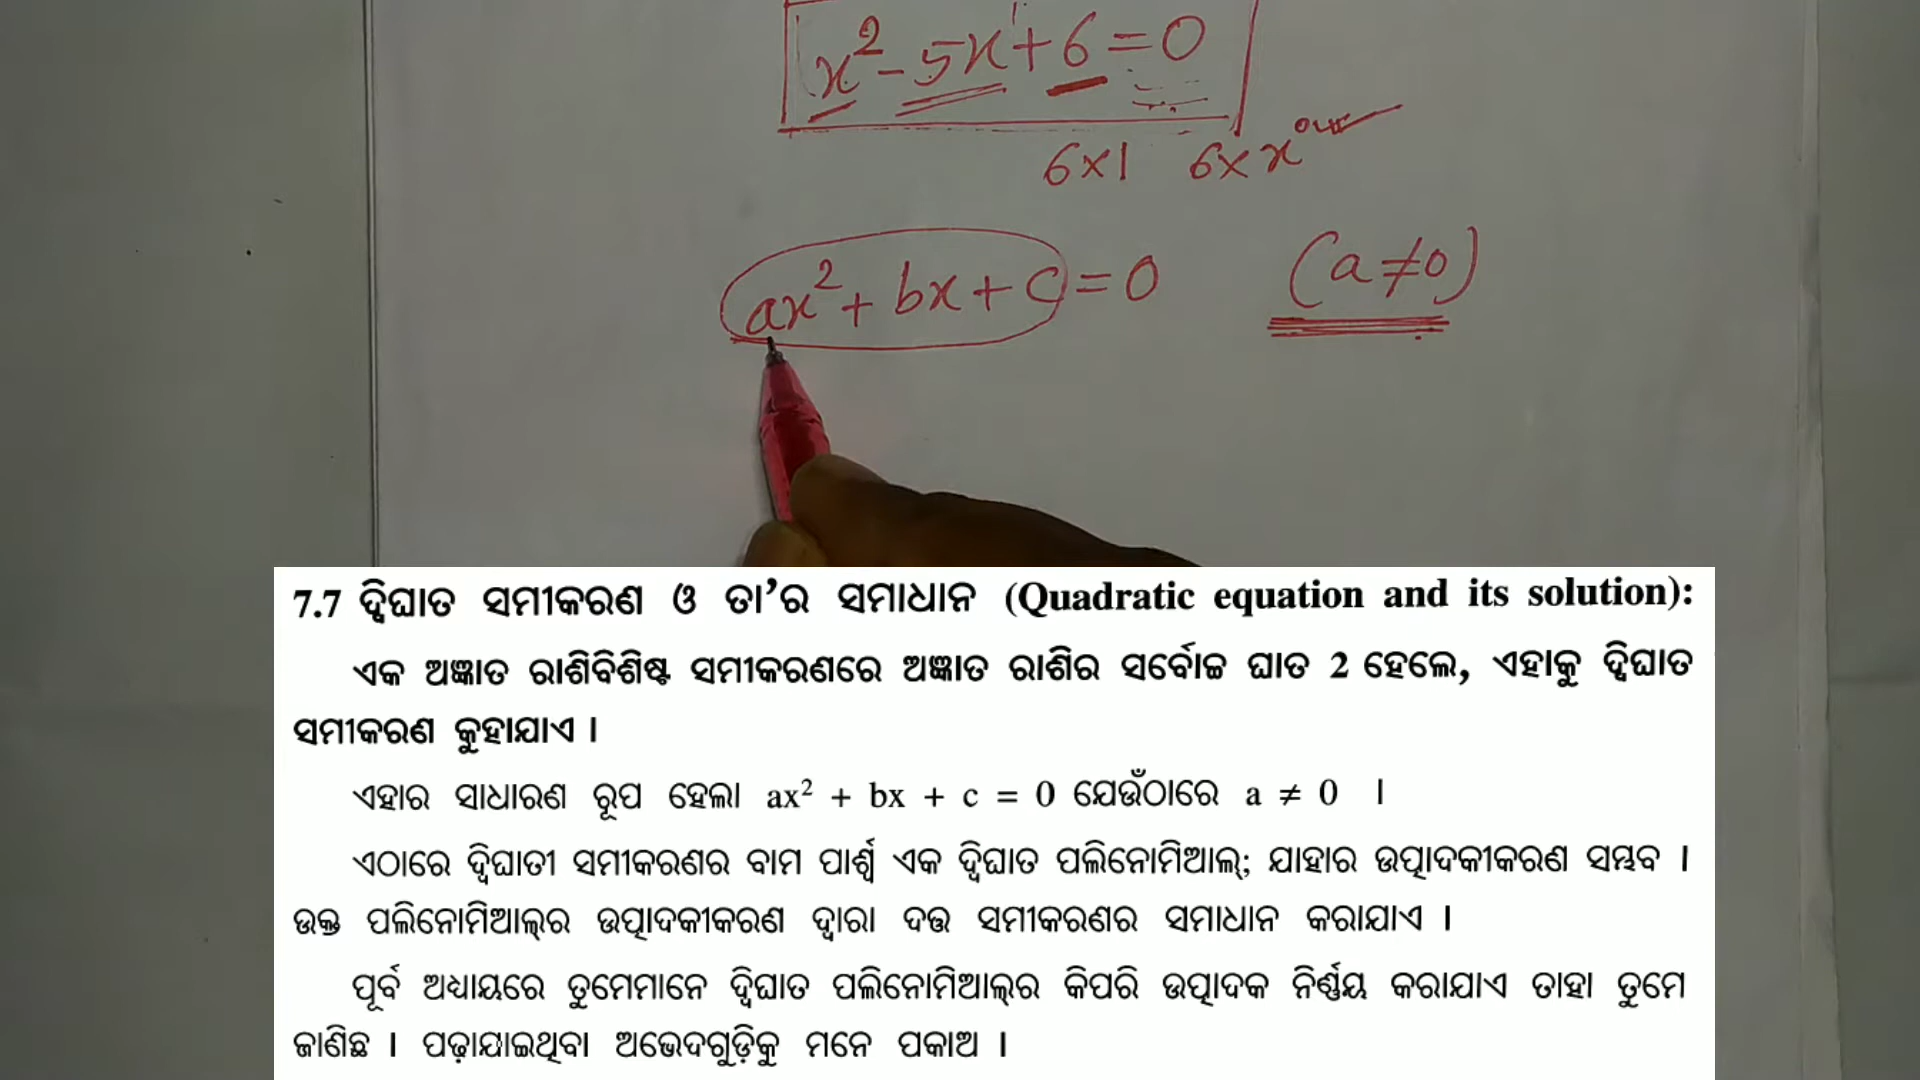 x² - 5x + 6 = 0
6×1 6×x⁰
ax² + bx + c = 0 (a ≠ 0)
7.7 ଦ୍ୱିଘାତ ସମୀକରଣ ଓ ତା'ର ସମାଧାନ (Quadratic equation and its solution):
ଏକ ଅଜ୍ଞାତ ରାଶିବିଶିଷ୍ଟ ସମୀକରଣରେ ଅଜ୍ଞାତ ରାଶିର ସର୍ବୋଚ୍ଚ ଘାତ 2 ହେଲେ, ଏହାକୁ ଦ୍ୱିଘାତ
ସମୀକରଣ କୁହାଯାଏ ।
ଏହାର ସାଧାରଣ ରୂପ ହେଲା ax² + bx + c = 0 ଯେଉଁଠାରେ a ≠ 0 ।
ଏଠାରେ ଦ୍ୱିଘାତୀ ସମୀକରଣର ବାମ ପାର୍ଶ୍ୱ ଏକ ଦ୍ୱିଘାତ ପଲିନୋମିଆଲ୍; ଯାହାର ଉତ୍ପାଦକୀକରଣ ସମ୍ଭବ ।
ଉକ୍ତ ପଲିନୋମିଆଲ୍‌ର ଉତ୍ପାଦକୀକରଣ ଦ୍ୱାରା ଦତ୍ତ ସମୀକରଣର ସମାଧାନ କରାଯାଏ ।
ପୂର୍ବ ଅଧ୍ୟାୟରେ ତୁମେମାନେ ଦ୍ୱିଘାତ ପଲିନୋମିଆଲ୍‌ର କିପରି ଉତ୍ପାଦକ ନିର୍ଣ୍ଣୟ କରାଯାଏ ତାହା ତୁମେ
ଜାଣିଛ । ପଢ଼ାଯାଇଥିବା ଅଭେଦଗୁଡ଼ିକୁ ମନେ ପକାଅ ।